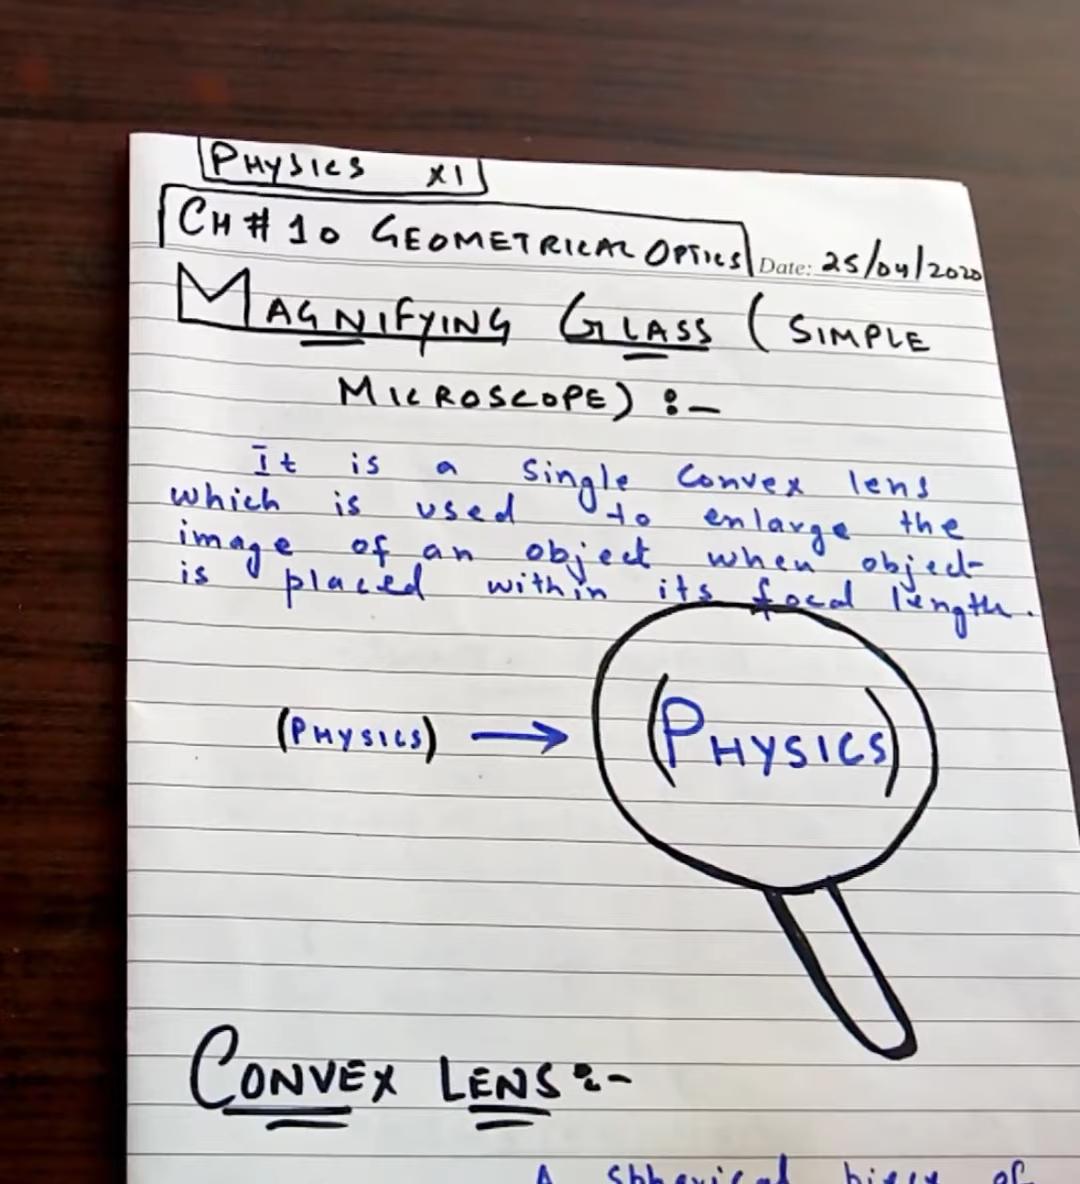 PHYSICS XI
CH # 10 GEOMETRICAL OPTICS Date: 25/04/2020
MAGNIFYING GLASS (SIMPLE
MICROSCOPE) :-
It is a single convex lens
which is used to enlarge the
image of an object when object
is placed within its focal length.
(PHYSICS) → (PHYSICS)
CONVEX LENS :-
A spherical piece of